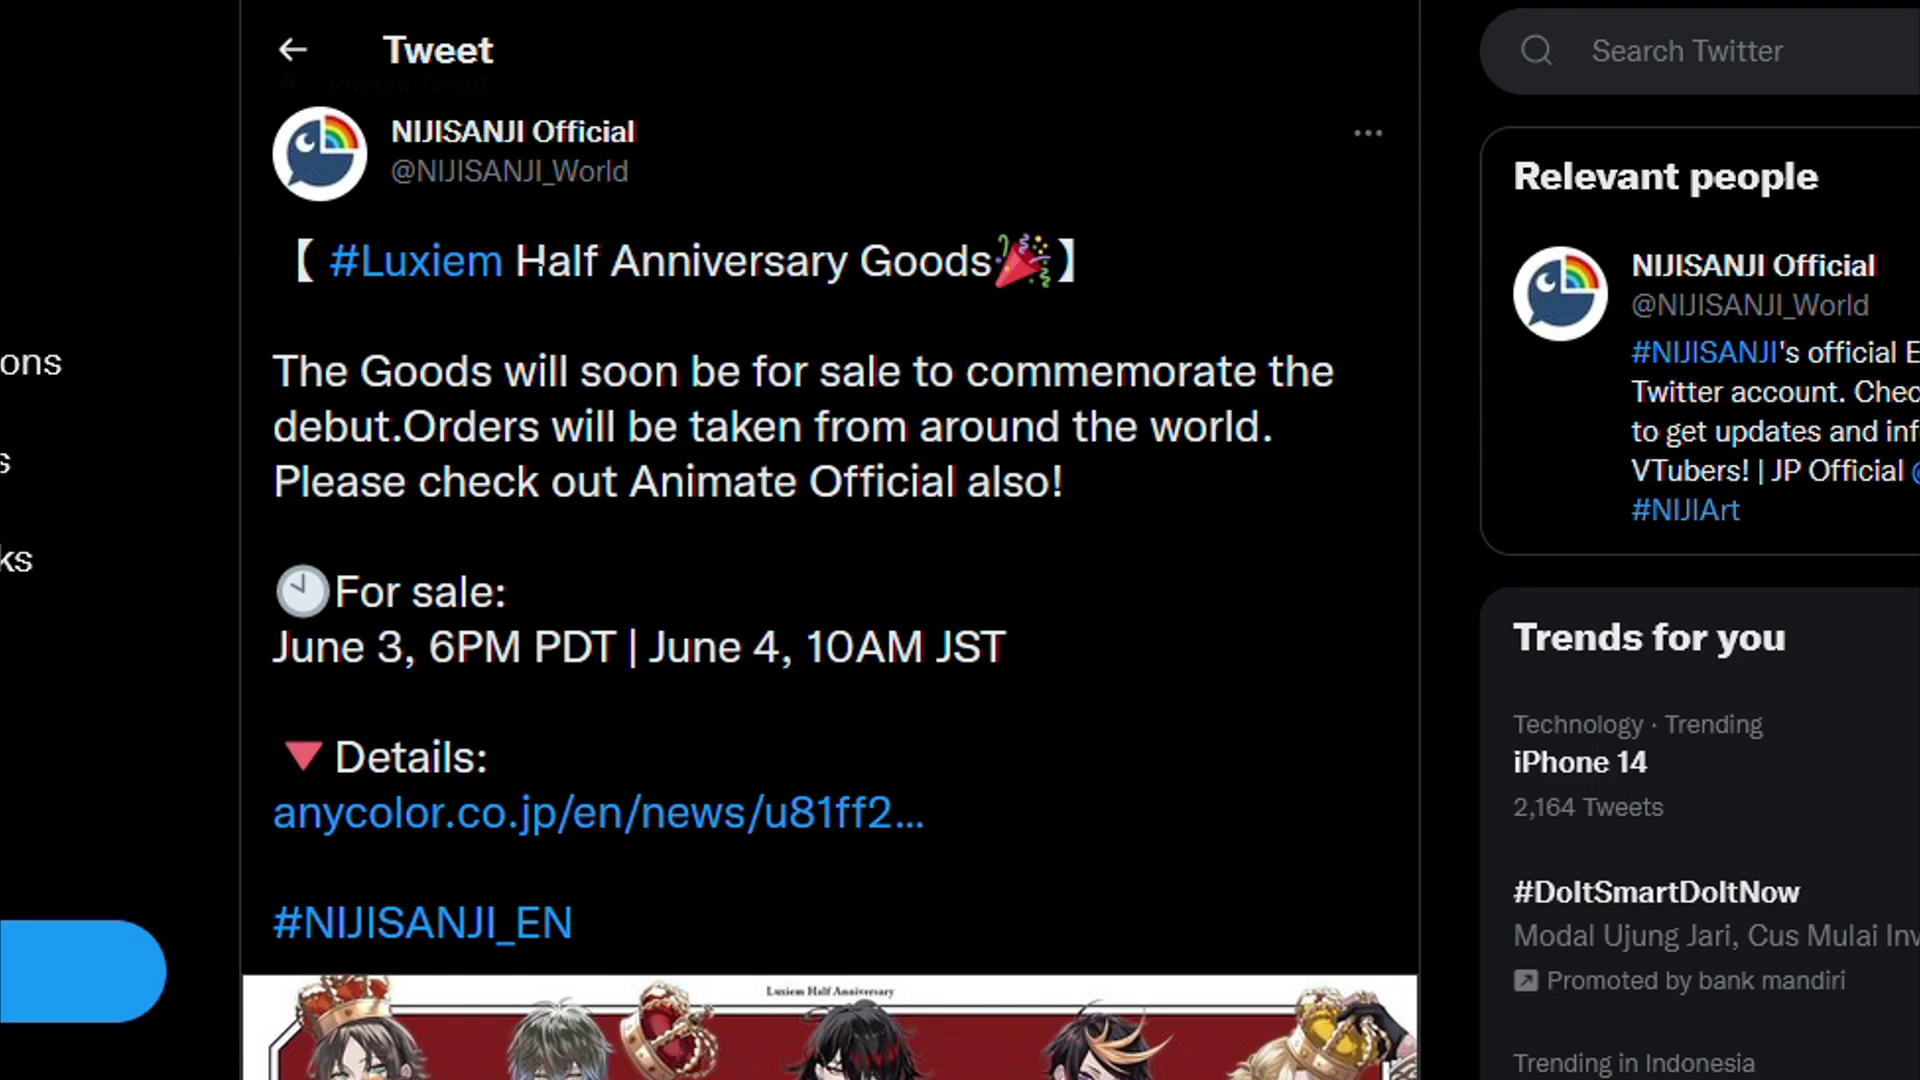 Tweet
Pinned Tweet
NIJISANJI Official
@NIJISANJI_World
【 #Luxiem Half Anniversary Goods🎉】
The Goods will soon be for sale to commemorate the
debut.Orders will be taken from around the world.
Please check out Animate Official also!
🕙For sale:
June 3, 6PM PDT | June 4, 10AM JST
🔻Details:
anycolor.co.jp/en/news/u81ff2...
#NIJISANJI_EN
Luxiem Half Anniversary
ons
s
ks
Search Twitter
Relevant people
NIJISANJI Official
@NIJISANJI_World
#NIJISANJI's official E
Twitter account. Chec
to get updates and inf
VTubers! | JP Official @
#NIJIArt
Trends for you
Technology · Trending
iPhone 14
2,164 Tweets
#DoItSmartDoItNow
Modal Ujung Jari, Cus Mulai Inv
Promoted by bank mandiri
Trending in Indonesia